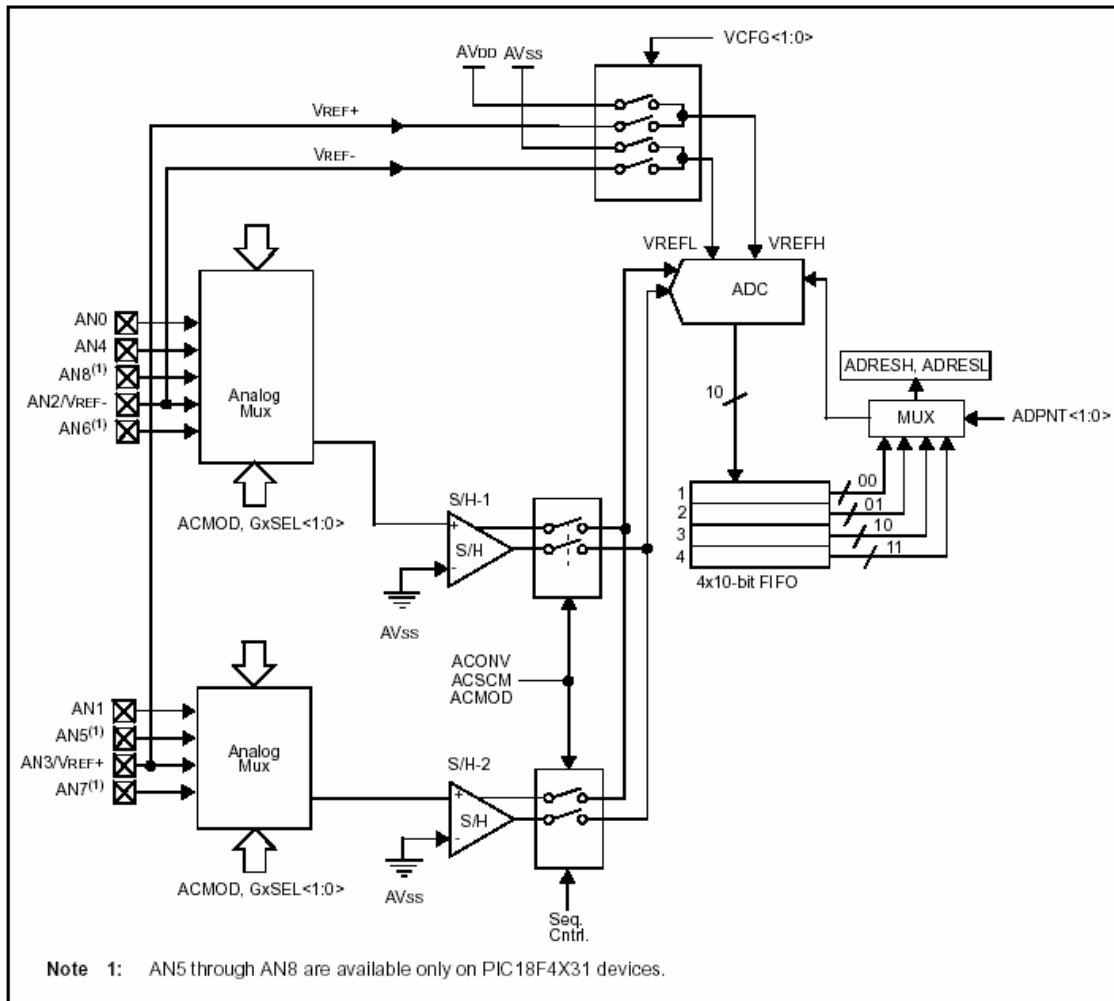 VCFG<1:0>
AVDD AVSS
VREF+
VREF-
VREFL VREFH
ADC
AN0
AN4
AN8(1)
AN2/VREF-
AN6(1)
Analog
Mux
ACMOD, GxSEL<1:0>
10
ADRESH, ADRESL
MUX
ADPNT<1:0>
1
2
3
4
00
01
10
11
4x10-bit FIFO
S/H-1
+
S/H
-
AVSS
ACONV
ACSCM
ACMOD
AN1
AN5(1)
AN3/VREF+
AN7(1)
Analog
Mux
ACMOD, GxSEL<1:0>
S/H-2
+
S/H
-
AVSS
Seq.
Cntrl.
Note 1: AN5 through AN8 are available only on PIC18F4X31 devices.